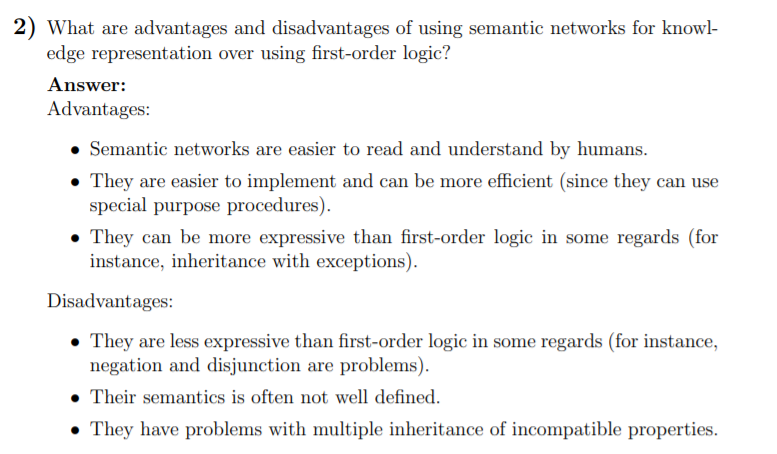 2) What are advantages and disadvantages of using semantic networks for knowl-
edge representation over using first-order logic?
Answer:
Advantages:
• Semantic networks are easier to read and understand by humans.
• They are easier to implement and can be more efficient (since they can use
special purpose procedures).
• They can be more expressive than first-order logic in some regards (for
instance, inheritance with exceptions).
Disadvantages:
• They are less expressive than first-order logic in some regards (for instance,
negation and disjunction are problems).
• Their semantics is often not well defined.
• They have problems with multiple inheritance of incompatible properties.